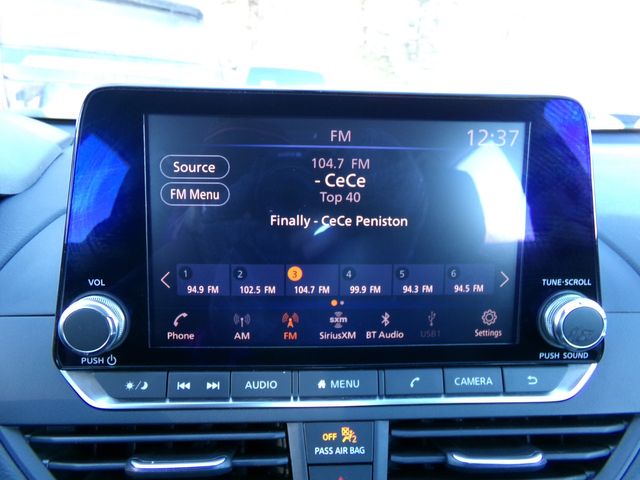 FM
12:37
Source
104.7 FM
- CeCe
FM Menu
Top 40
Finally - CeCe Peniston
1 2 3 4 5 6
94.9 FM 102.5 FM 104.7 FM 99.9 FM 94.3 FM 94.5 FM
VOL
TUNE·SCROLL
sxm
Phone AM FM SiriusXM BT Audio USB1 Settings
PUSH
PUSH SOUND
AUDIO MENU CAMERA
OFF 2
PASS AIR BAG